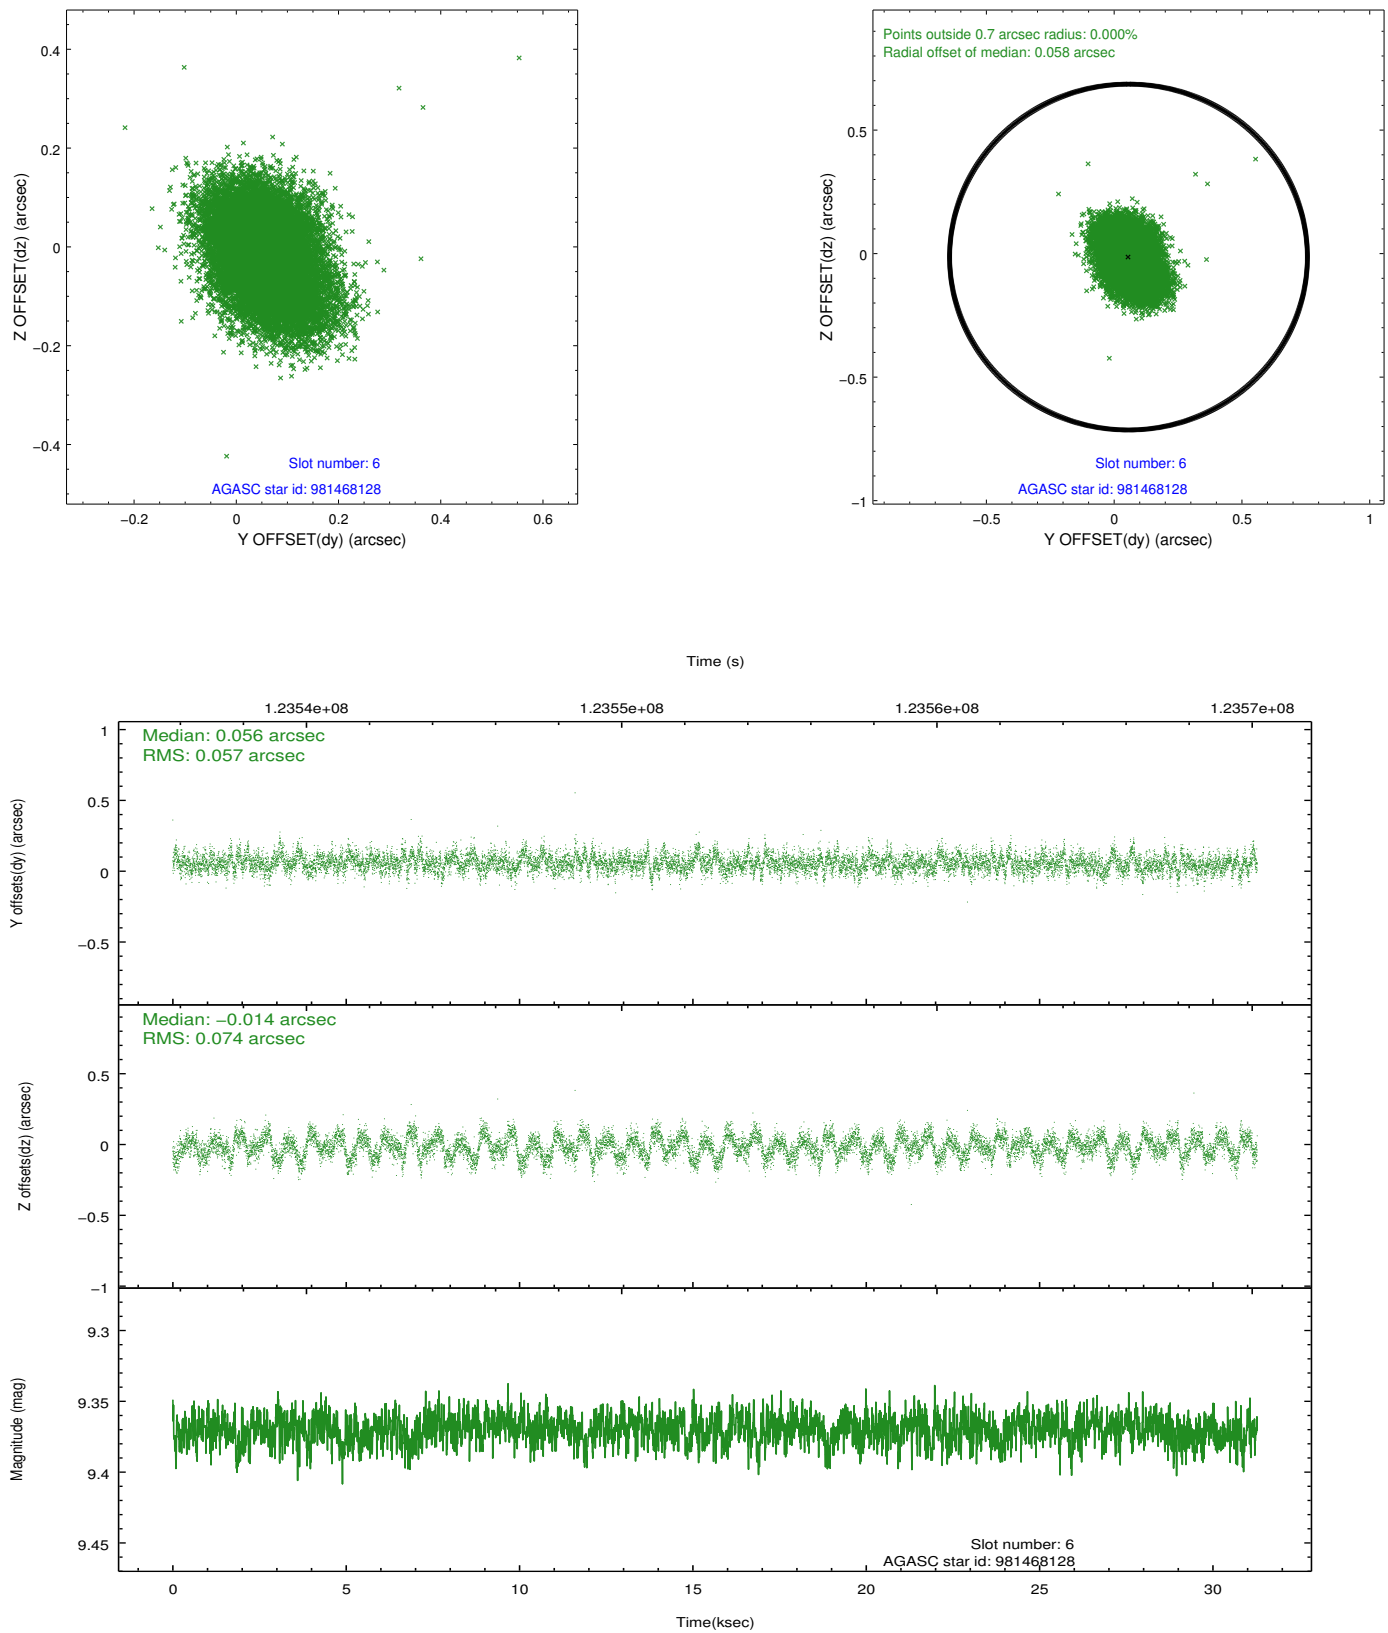 Points outside 0.7 arcsec radius: 0.000%
Radial offset of median: 0.058 arcsec
0.4
0.2
0
−0.2
−0.4
Z OFFSET(dz) (arcsec)
Slot number: 6
AGASC star id: 981468128
−0.2 0 0.2 0.4 0.6
Y OFFSET(dy) (arcsec)
0.5
0
−0.5
−1
Z OFFSET(dz) (arcsec)
Slot number: 6
AGASC star id: 981468128
−0.5 0 0.5 1
Y OFFSET(dy) (arcsec)
Time (s)
1.2354e+08 1.2355e+08 1.2356e+08 1.2357e+08
Median: 0.056 arcsec
RMS: 0.057 arcsec
1
0.5
0
−0.5
Y offsets(dy) (arcsec)
Median: −0.014 arcsec
RMS: 0.074 arcsec
0.5
0
−0.5
−1
Z offsets(dz) (arcsec)
9.3
9.35
9.4
9.45
Magnitude (mag)
Slot number: 6
AGASC star id: 981468128
0 5 10 15 20 25 30
Time(ksec)